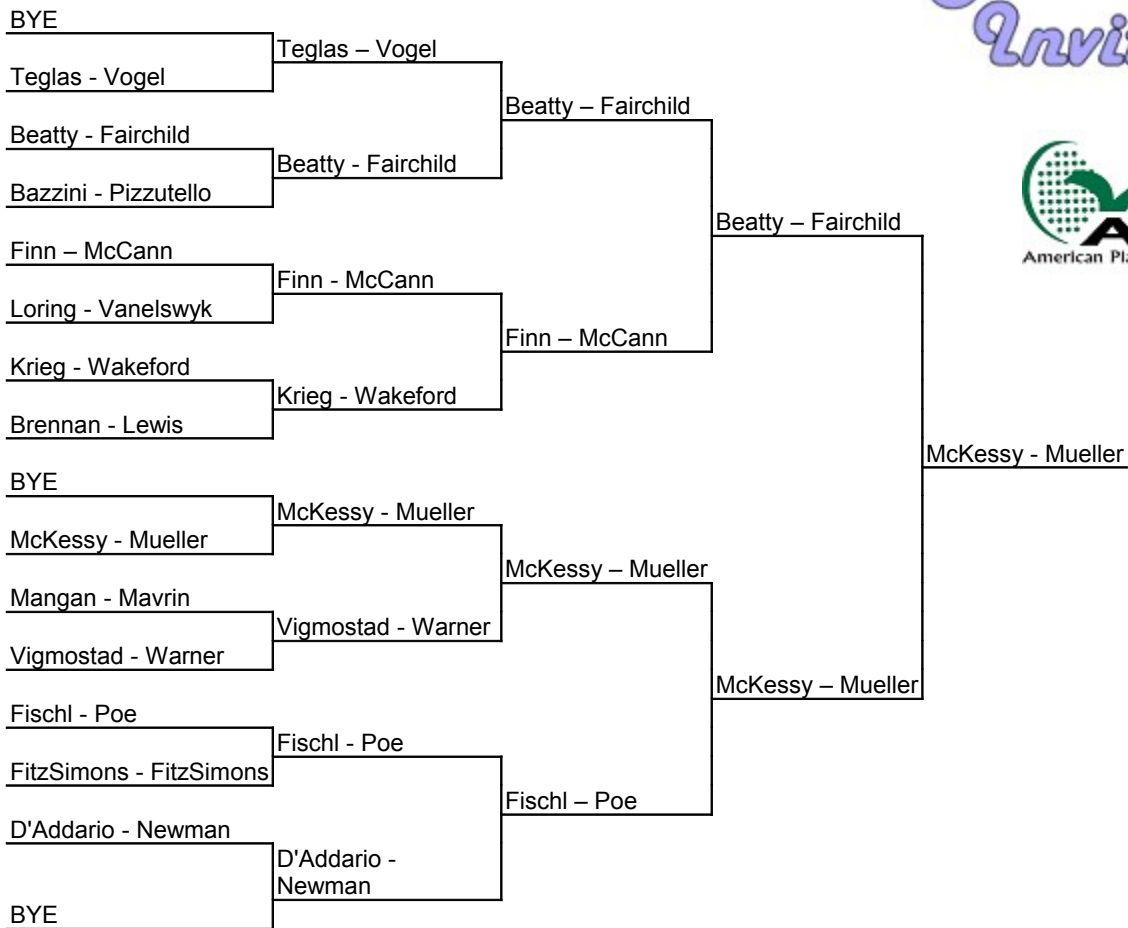 BYE
Teglas - Vogel
Beatty - Fairchild
Bazzini - Pizzutello
Finn – McCann
Loring - Vanelswyk
Krieg - Wakeford
Brennan - Lewis
BYE
McKessy - Mueller
Mangan - Mavrin
Vigmostad - Warner
Fischl - Poe
FitzSimons - FitzSimons
D'Addario - Newman
BYE
Teglas – Vogel
Beatty - Fairchild
Finn - McCann
Krieg - Wakeford
McKessy - Mueller
Vigmostad - Warner
Fischl - Poe
D'Addario -
Newman
Beatty – Fairchild
Finn – McCann
McKessy – Mueller
Fischl – Poe
Beatty – Fairchild
McKessy – Mueller
McKessy - Mueller
American